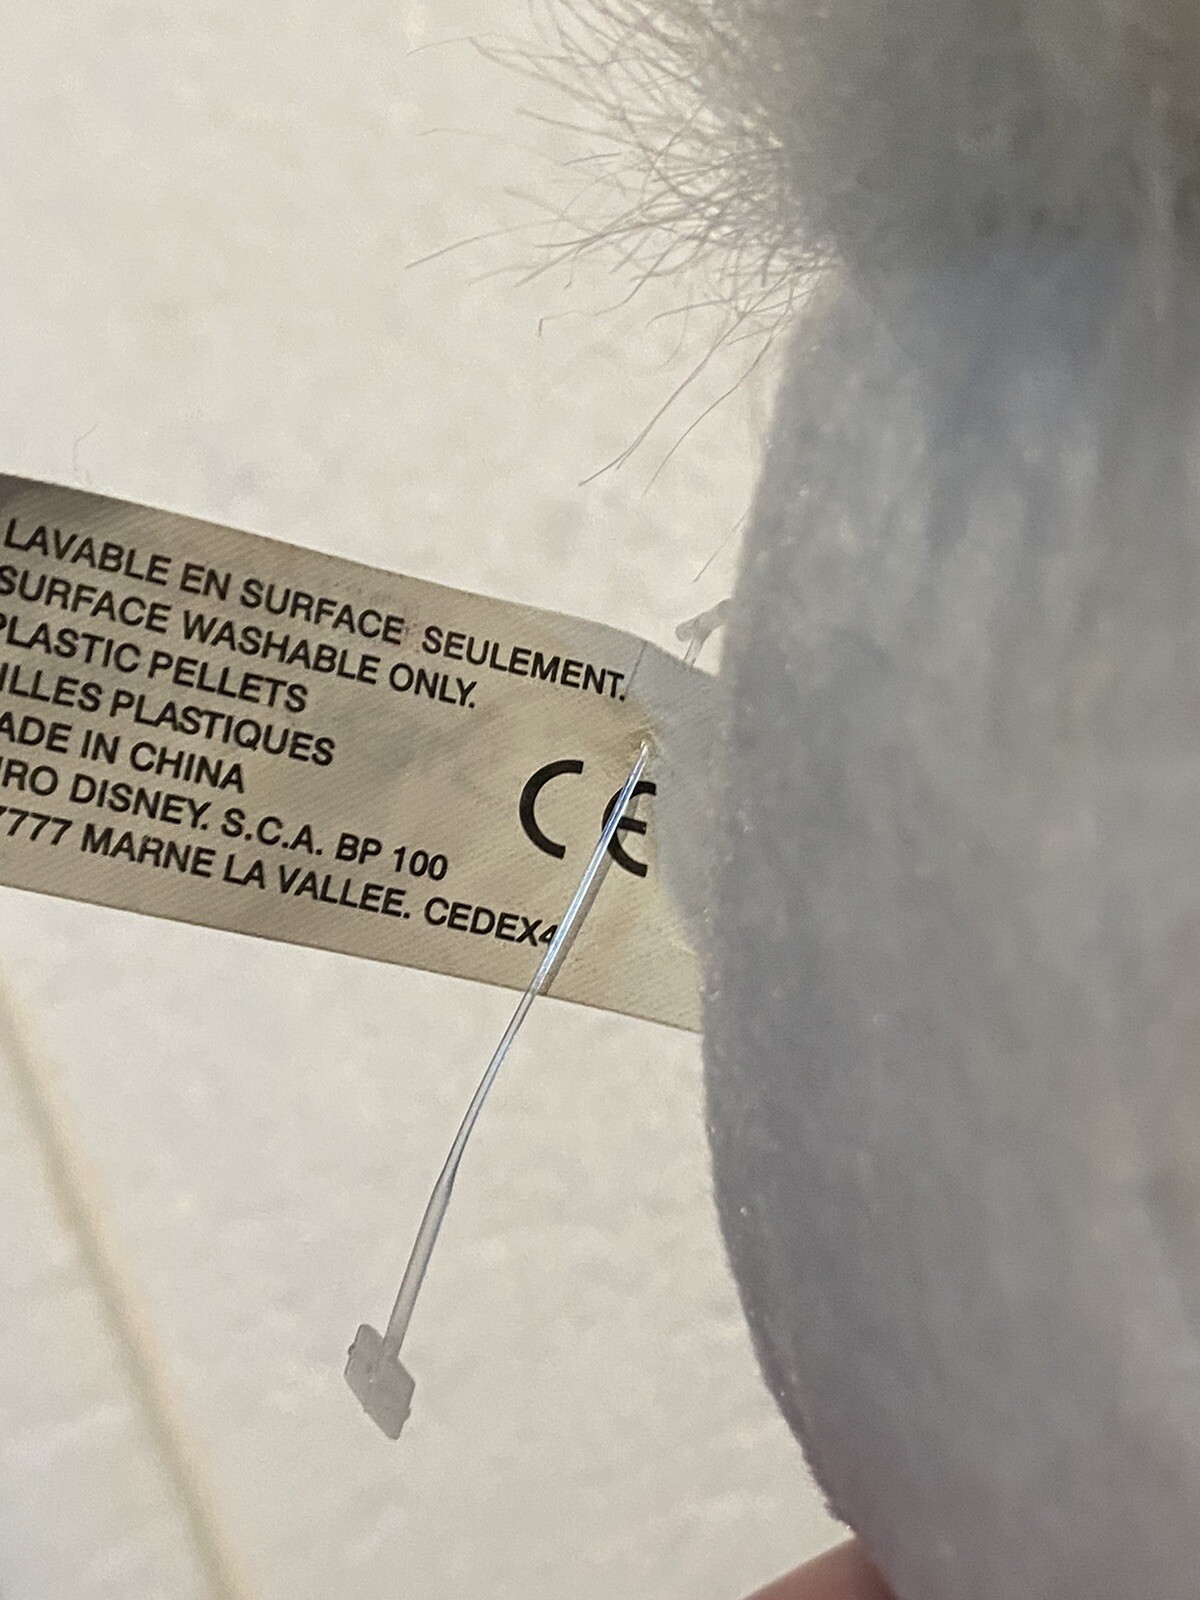 LAVABLE EN SURFACE SEULEMENT.
SURFACE WASHABLE ONLY.
PLASTIC PELLETS
ILLES PLASTIQUES
ADE IN CHINA
RO DISNEY. S.C.A. BP 100
7777 MARNE LA VALLEE. CEDEX4
CE